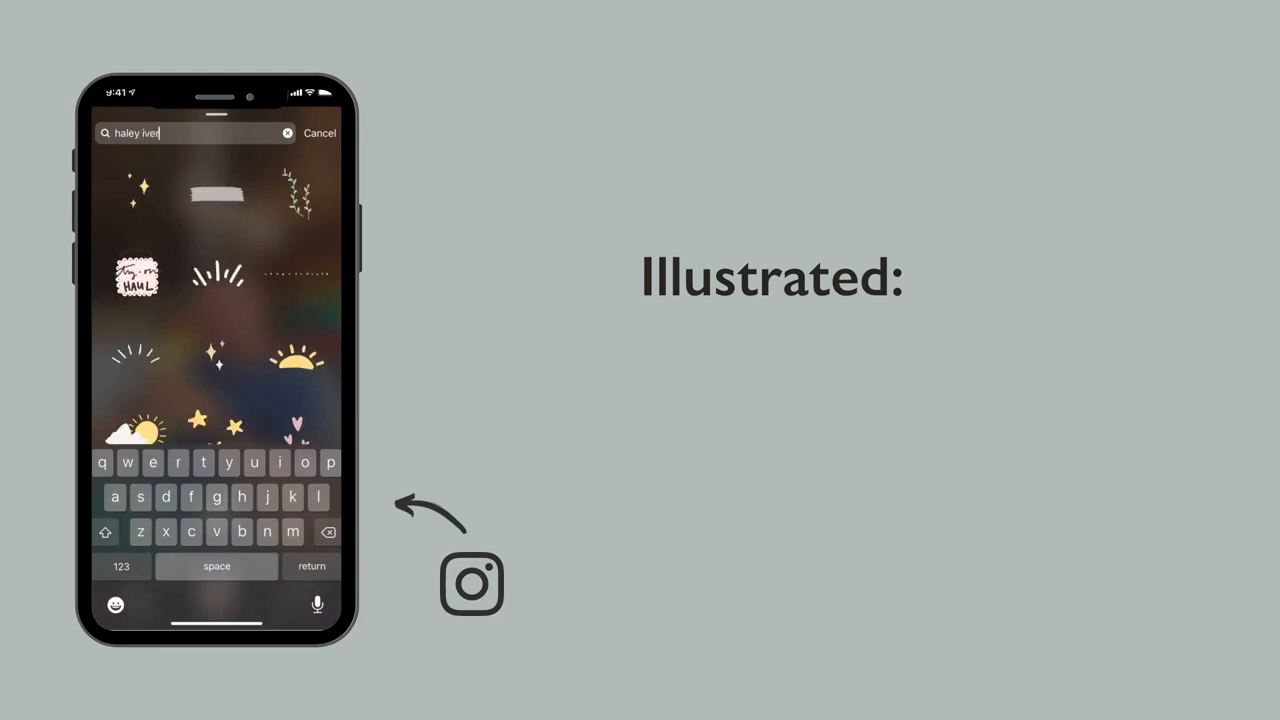 9:41
haley iver
Cancel
try-on
HAUL
Illustrated:
q w e r t y u i o p
a s d f g h j k l
z x c v b n m
123 space return